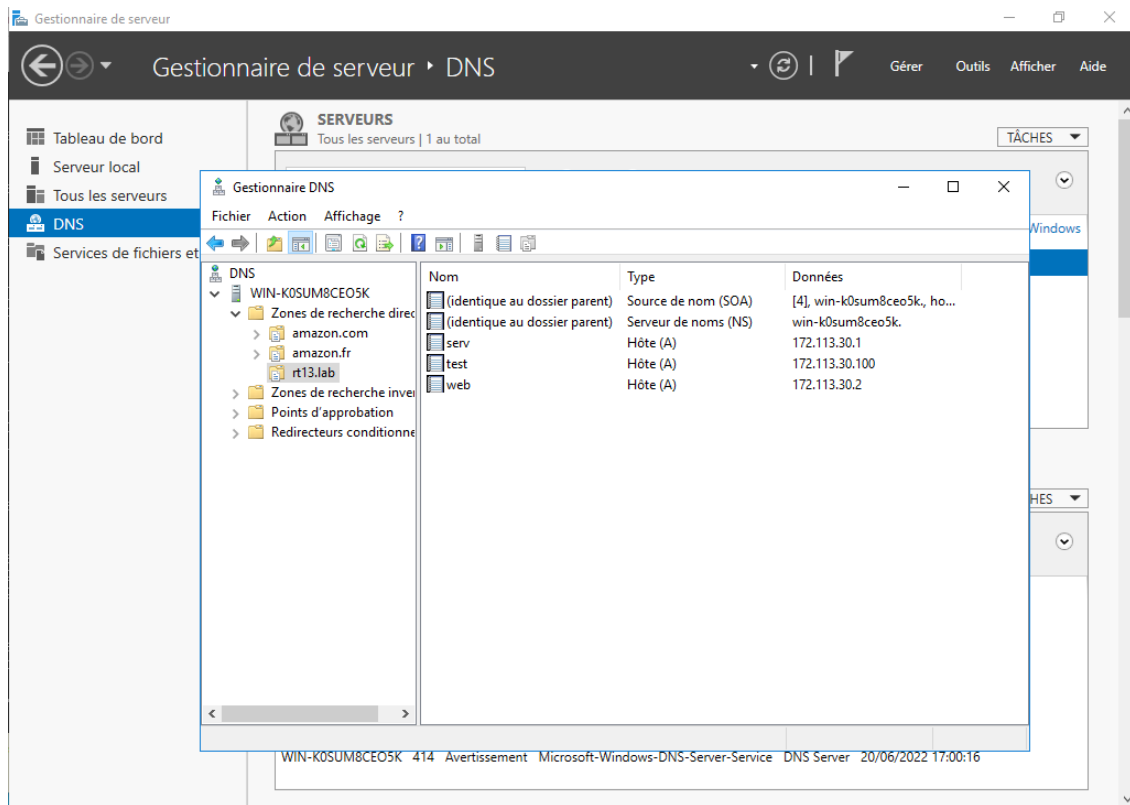 Gestionnaire de serveur
Gestionnaire de serveur ‣ DNS
Gérer Outils Afficher Aide
Tableau de bord
Serveur local
Tous les serveurs
DNS
Services de fichiers et
SERVEURS
Tous les serveurs | 1 au total
TÂCHES
Windows
Gestionnaire DNS
Fichier Action Affichage ?
DNS
WIN-K0SUM8CEO5K
Zones de recherche direc
amazon.com
amazon.fr
rt13.lab
Zones de recherche inver
Points d'approbation
Redirecteurs conditionne
Nom Type Données
(identique au dossier parent) Source de nom (SOA) [4], win-k0sum8ceo5k., ho...
(identique au dossier parent) Serveur de noms (NS) win-k0sum8ceo5k.
serv Hôte (A) 172.113.30.1
test Hôte (A) 172.113.30.100
web Hôte (A) 172.113.30.2
HES
WIN-K0SUM8CEO5K 414 Avertissement Microsoft-Windows-DNS-Server-Service DNS Server 20/06/2022 17:00:16